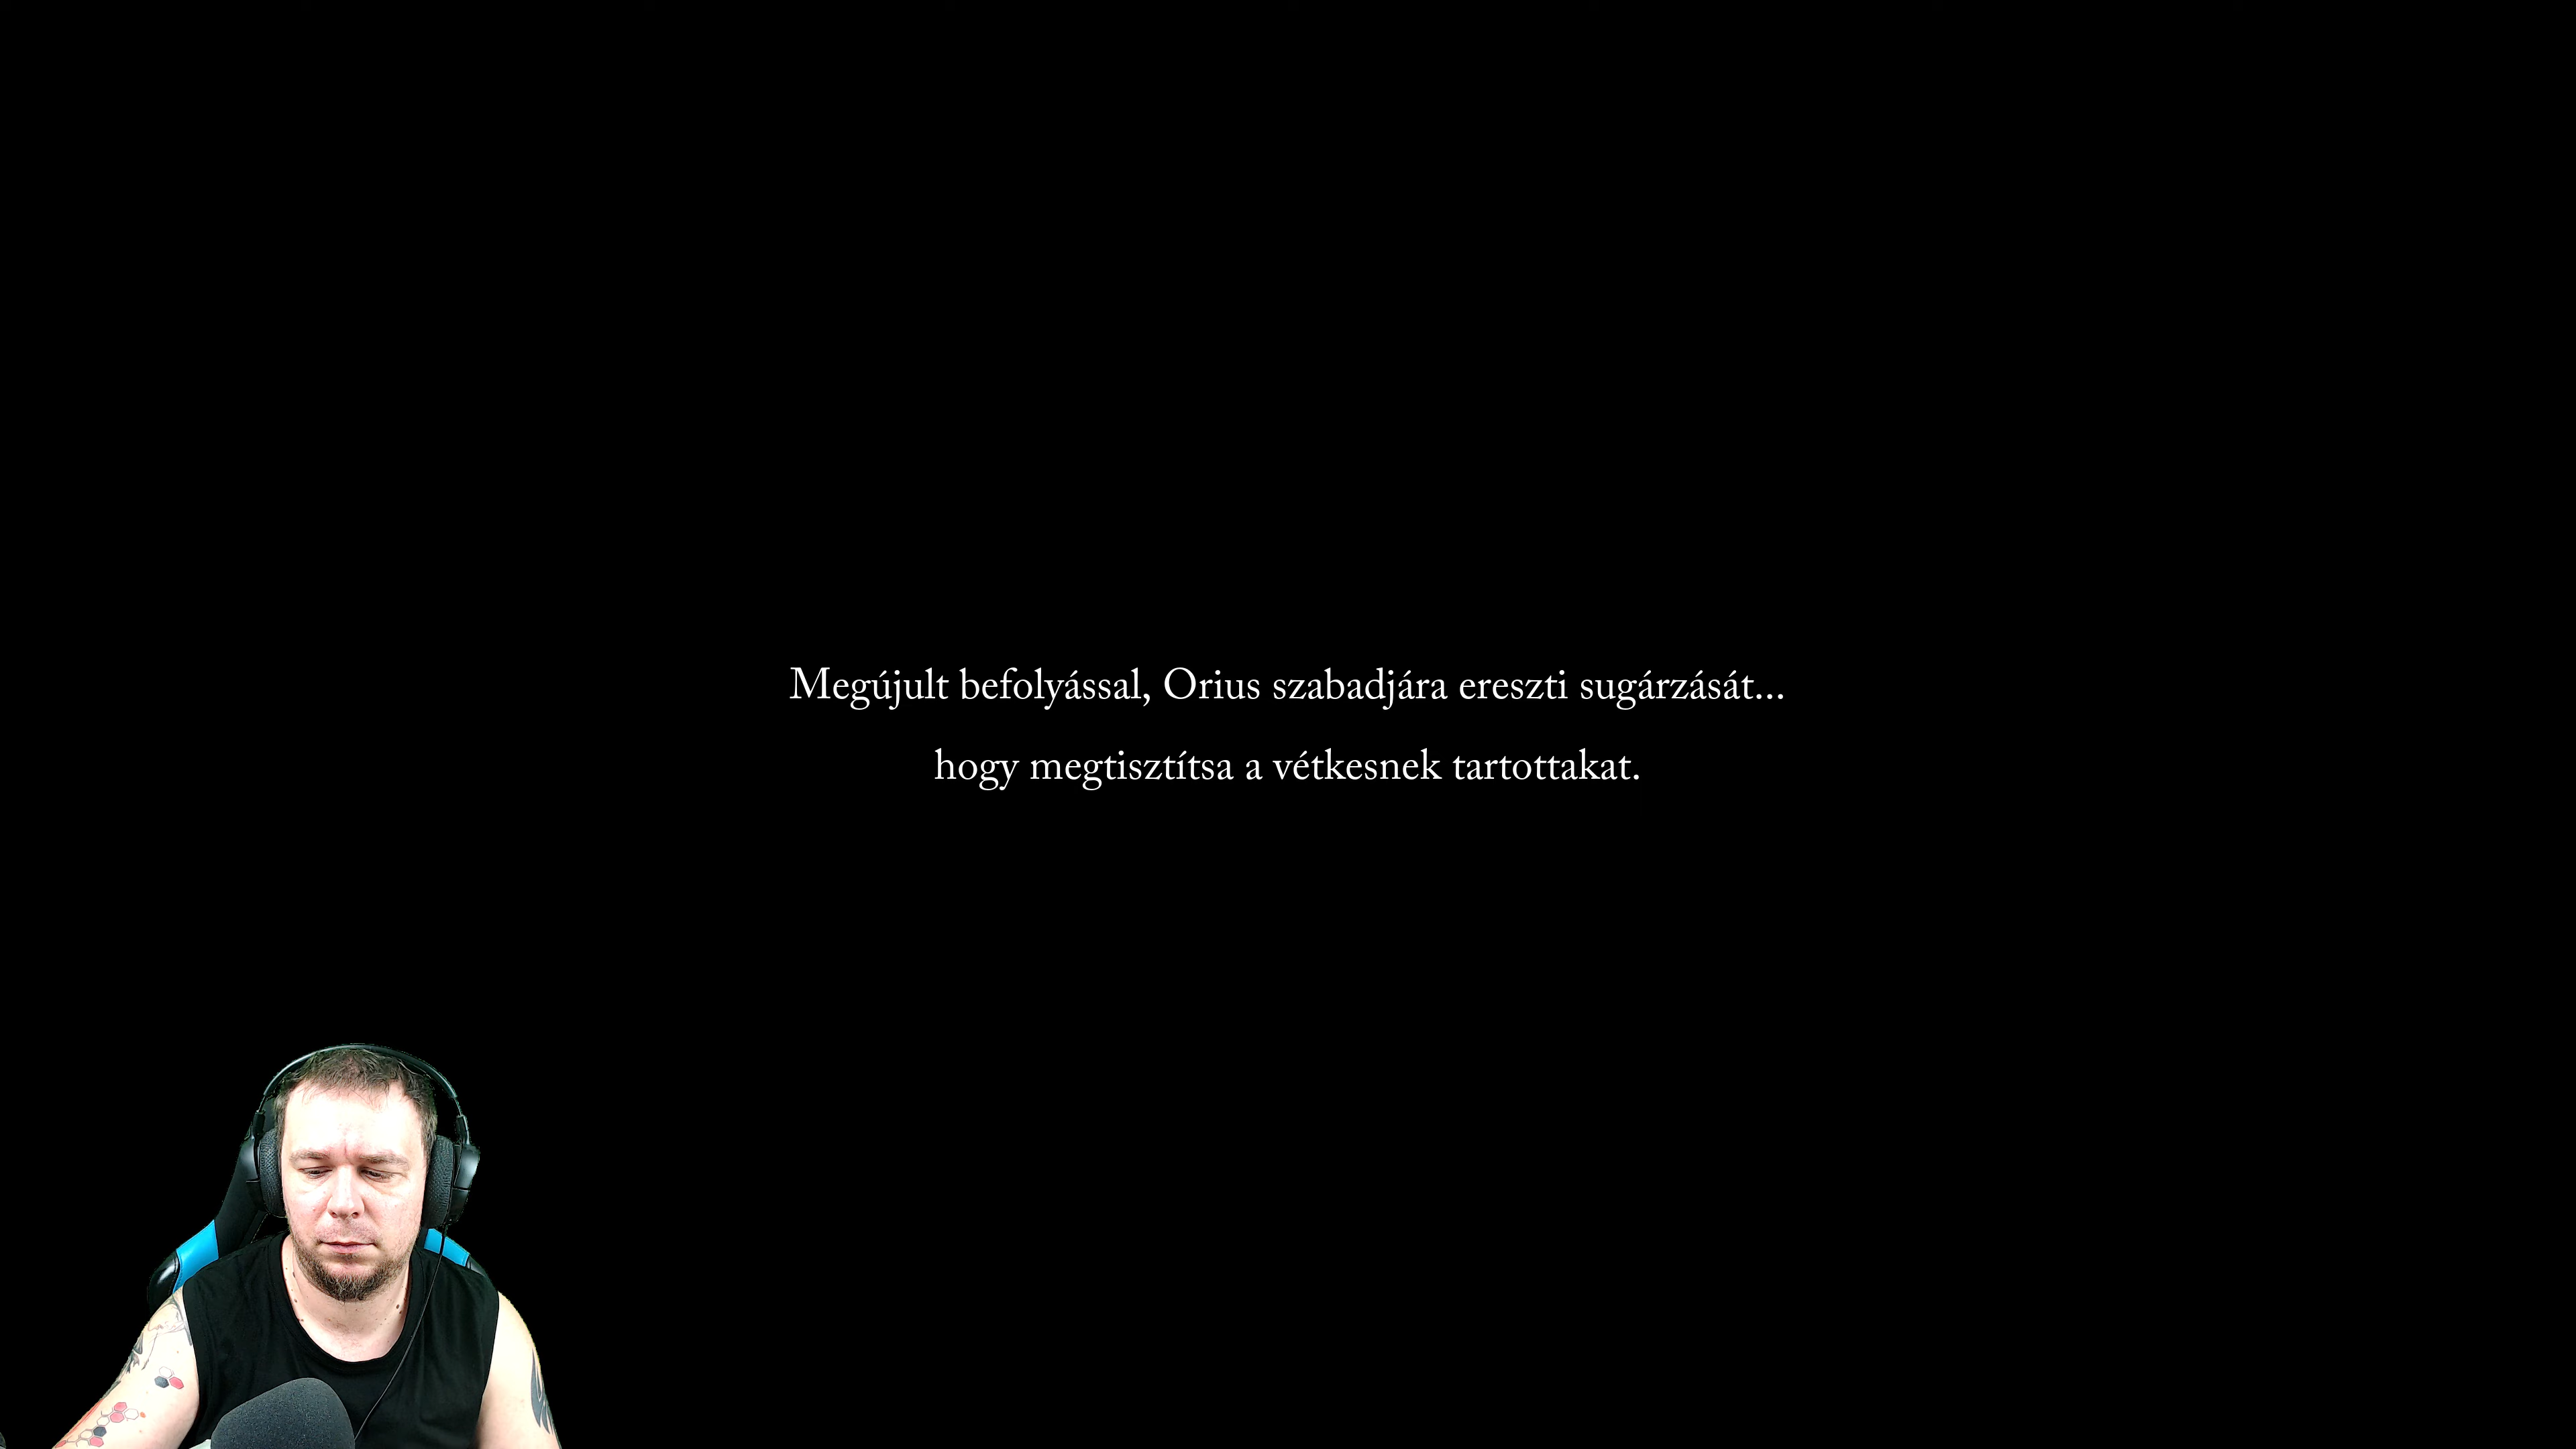 Megújult befolyással, Orius szabadjára ereszti sugárzását...
hogy megtisztítsa a vétkesnek tartottakat.